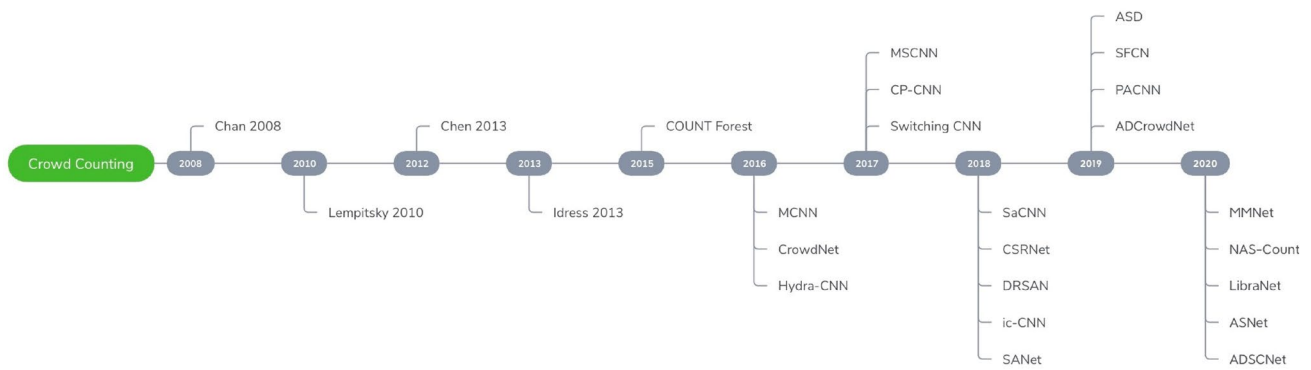 Crowd Counting
2008
Chan 2008
2010
Lempitsky 2010
2012
Chen 2013
2013
Idress 2013
2015
COUNT Forest
2016
MCNN
CrowdNet
Hydra-CNN
2017
MSCNN
CP-CNN
Switching CNN
2018
SaCNN
CSRNet
DRSAN
ic-CNN
SANet
2019
ASD
SFCN
PACNN
ADCrowdNet
2020
MMNet
NAS-Count
LibraNet
ASNet
ADSCNet